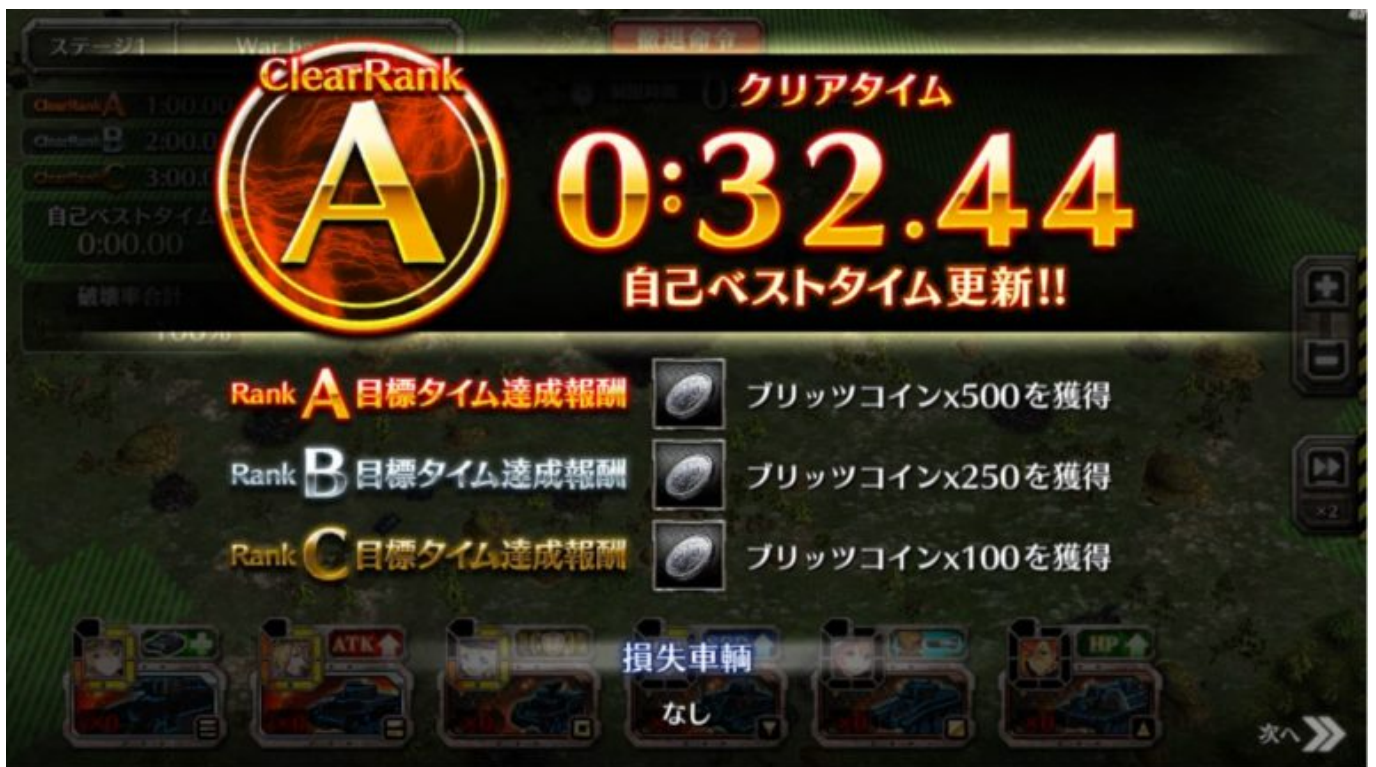 ステージ1
ClearRank
A
クリアタイム
0:32.44
自己ベストタイム更新!!
ClearRank A 1:00.00
ClearRank B 2:00.0
ClearRank C 3:00.
自己ベストタイム
0:00.00
破壊率合計
100%
撤退命令
Rank A 目標タイム達成報酬 ブリッツコインx500を獲得
Rank B 目標タイム達成報酬 ブリッツコインx250を獲得
Rank C 目標タイム達成報酬 ブリッツコインx100を獲得
ATK
HP
損失車輌
なし
×2
次へ